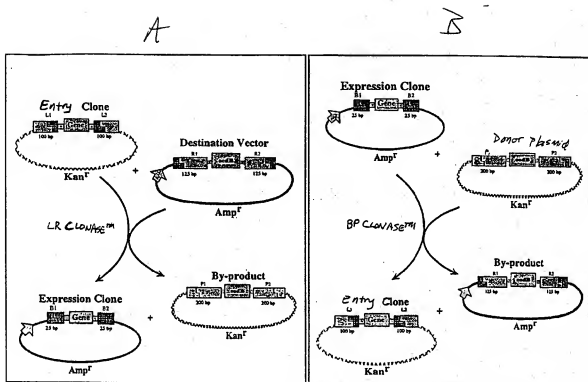 A
Entry Clone
L1 L2
Gene
100 bp 100 bp
Kanr
+
Destination Vector
R1 R2
CcdB
125 bp 125 bp
Ampr
LR CLONASE™
Expression Clone
B1 B2
Gene
25 bp 25 bp
Ampr
+
By-product
P1 P2
200 bp 200 bp
Kanr
B
Expression Clone
B1 B2
Gene
25 bp 25 bp
Ampr
+
Donor plasmid
P2
200 bp 200 bp
Kanr
BP CLONASE™
Entry Clone
L2
Gene
100 bp 100 bp
Kanr
+
By-product
R1 R2
125 bp 125 bp
Ampr